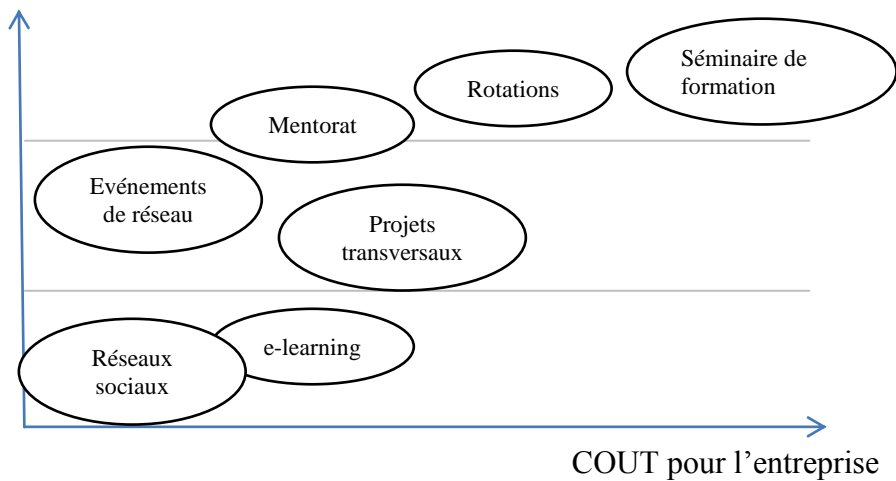 Séminaire de
formation
Rotations
Mentorat
Evénements
de réseau
Projets
transversaux
e-learning
Réseaux
sociaux
COUT pour l’entreprise